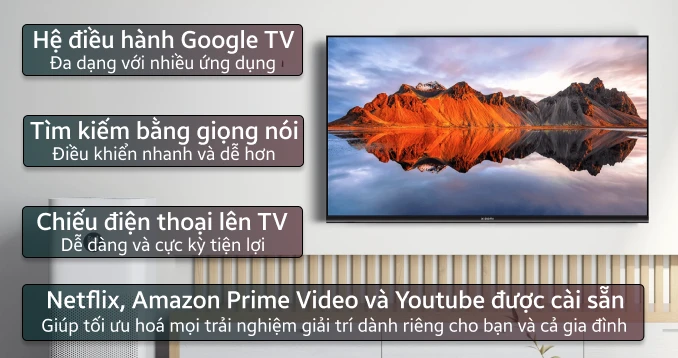 Hệ điều hành Google TV
Đa dạng với nhiều ứng dụng
Tìm kiếm bằng giọng nói
Điều khiển nhanh và dễ hơn
Chiếu điện thoại lên TV
Dễ dàng và cực kỳ tiện lợi
Netflix, Amazon Prime Video và Youtube được cài sẵn
Giúp tối ưu hoá mọi trải nghiệm giải trí dành riêng cho bạn và cả gia đình